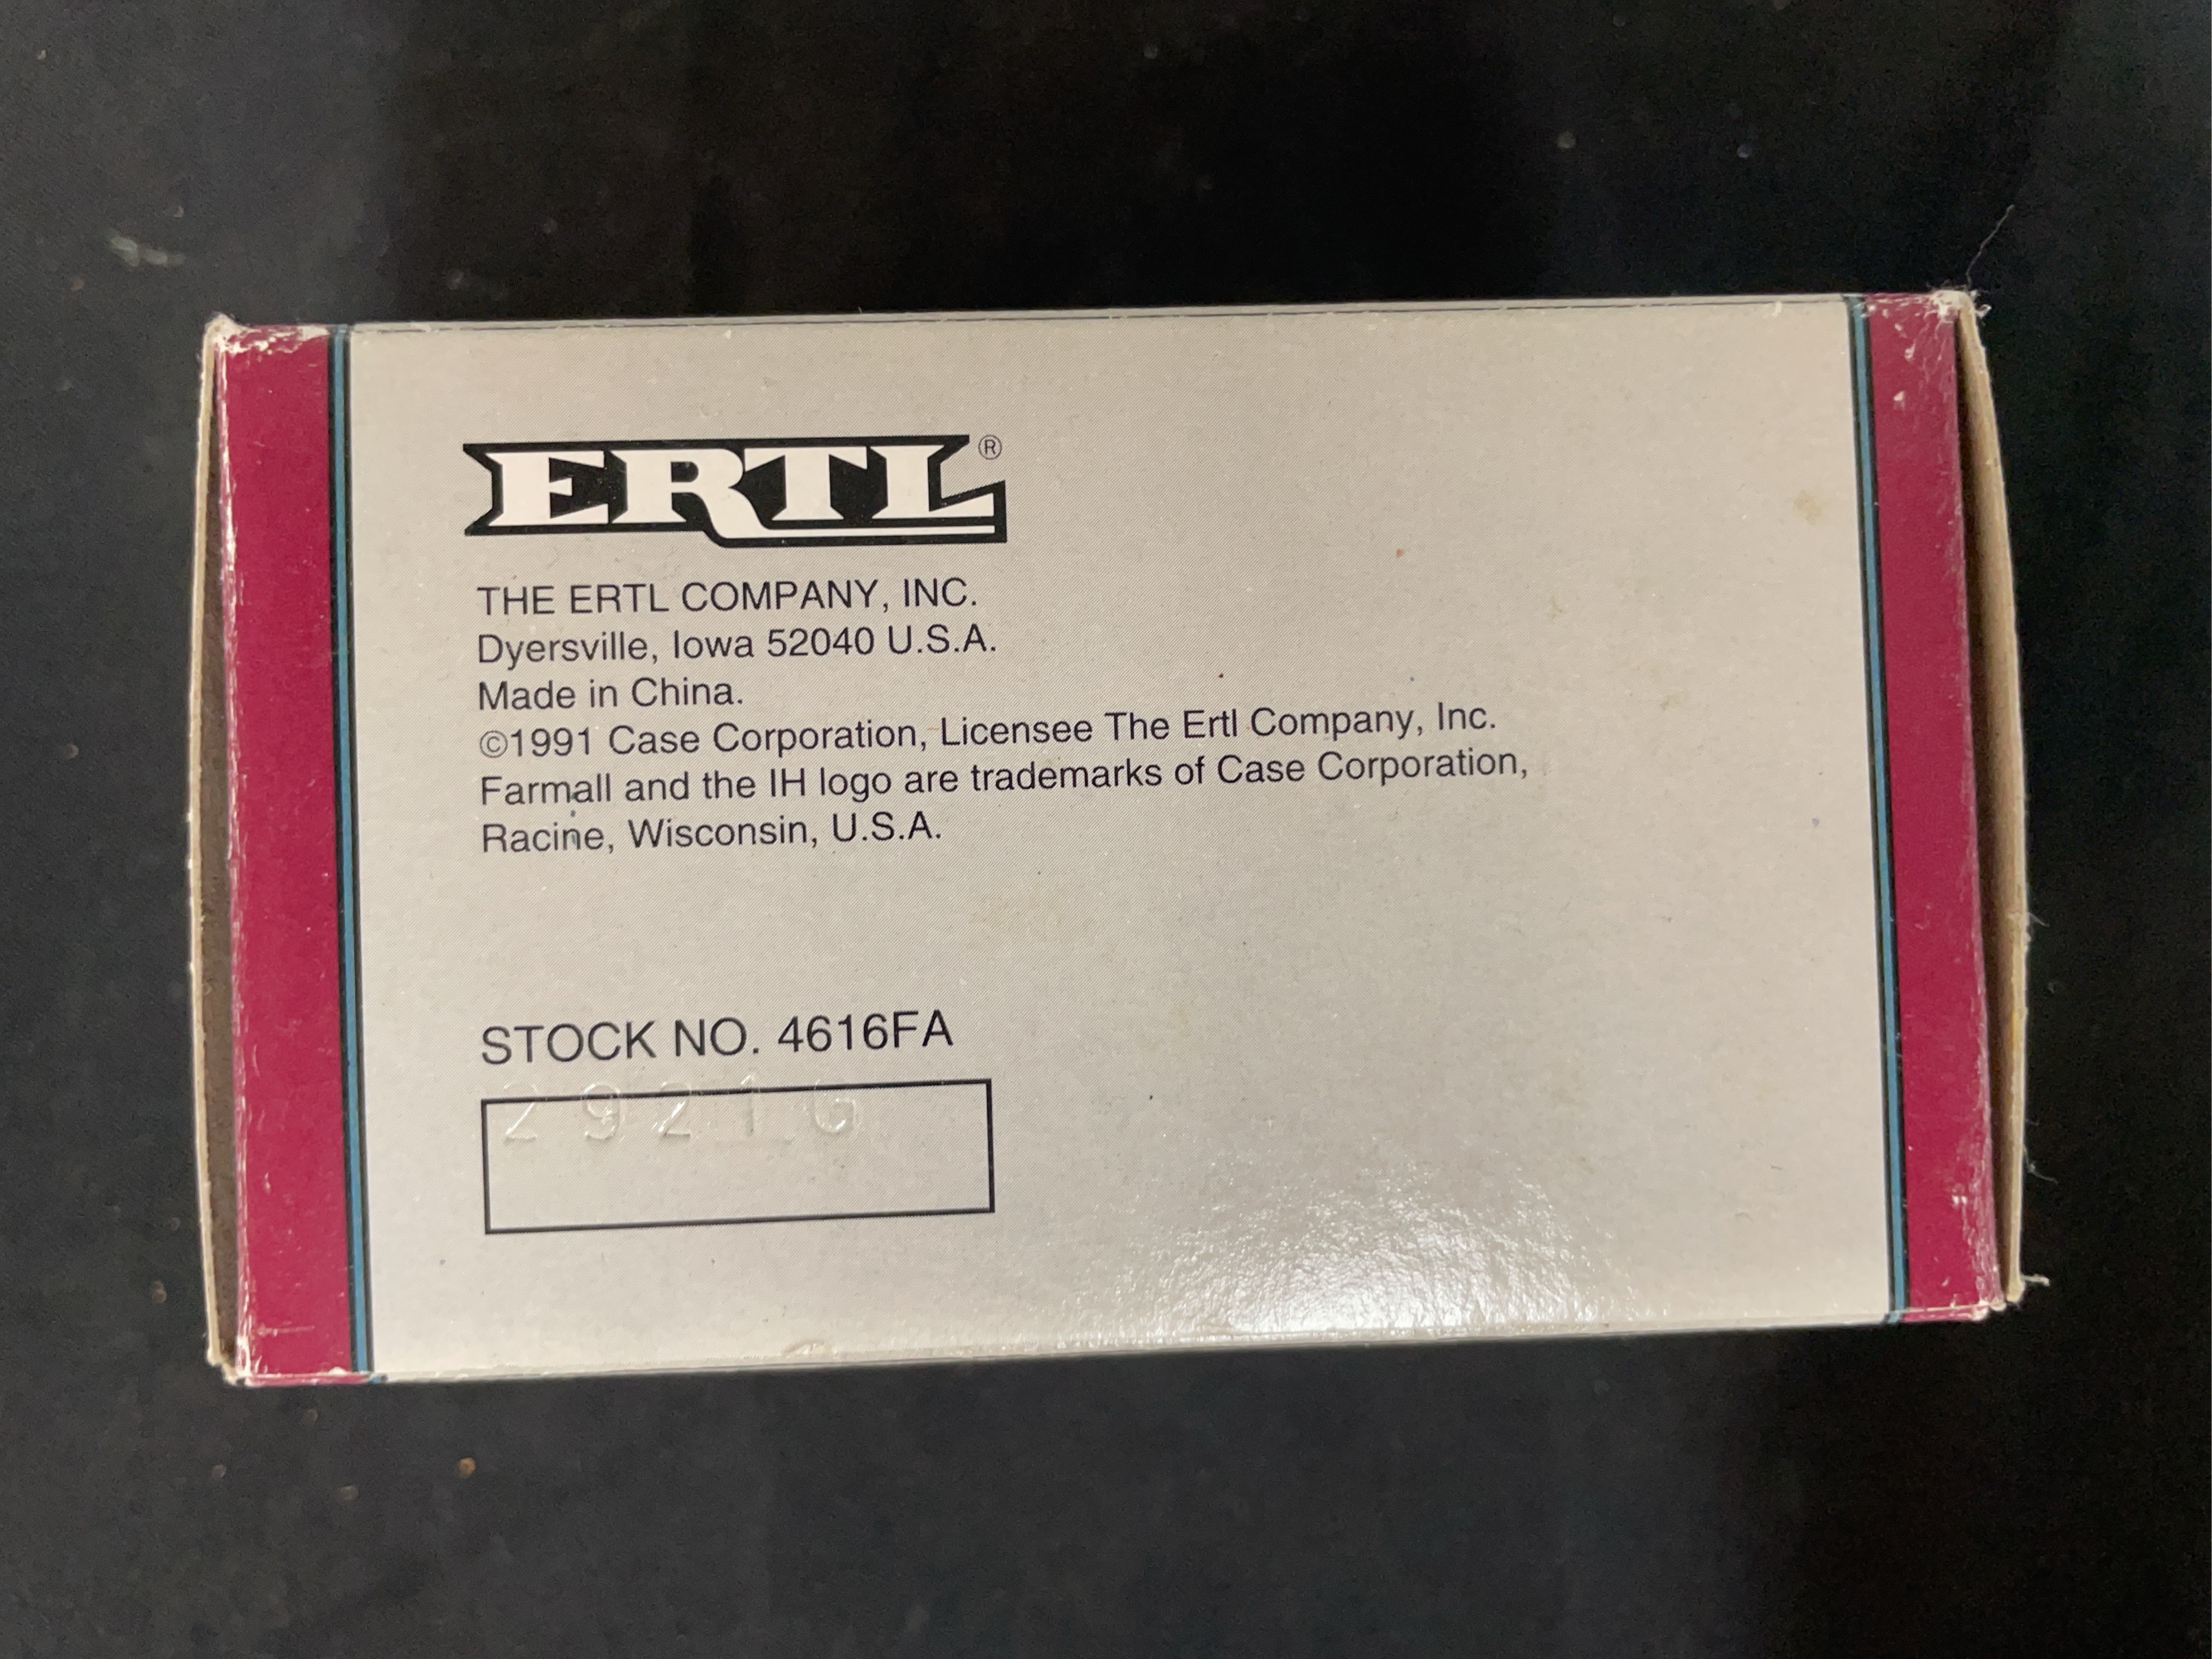 ERTL®
THE ERTL COMPANY, INC.
Dyersville, Iowa 52040 U.S.A.
Made in China.
©1991 Case Corporation, Licensee The Ertl Company, Inc.
Farmall and the IH logo are trademarks of Case Corporation,
Racine, Wisconsin, U.S.A.
STOCK NO. 4616FA
2921G